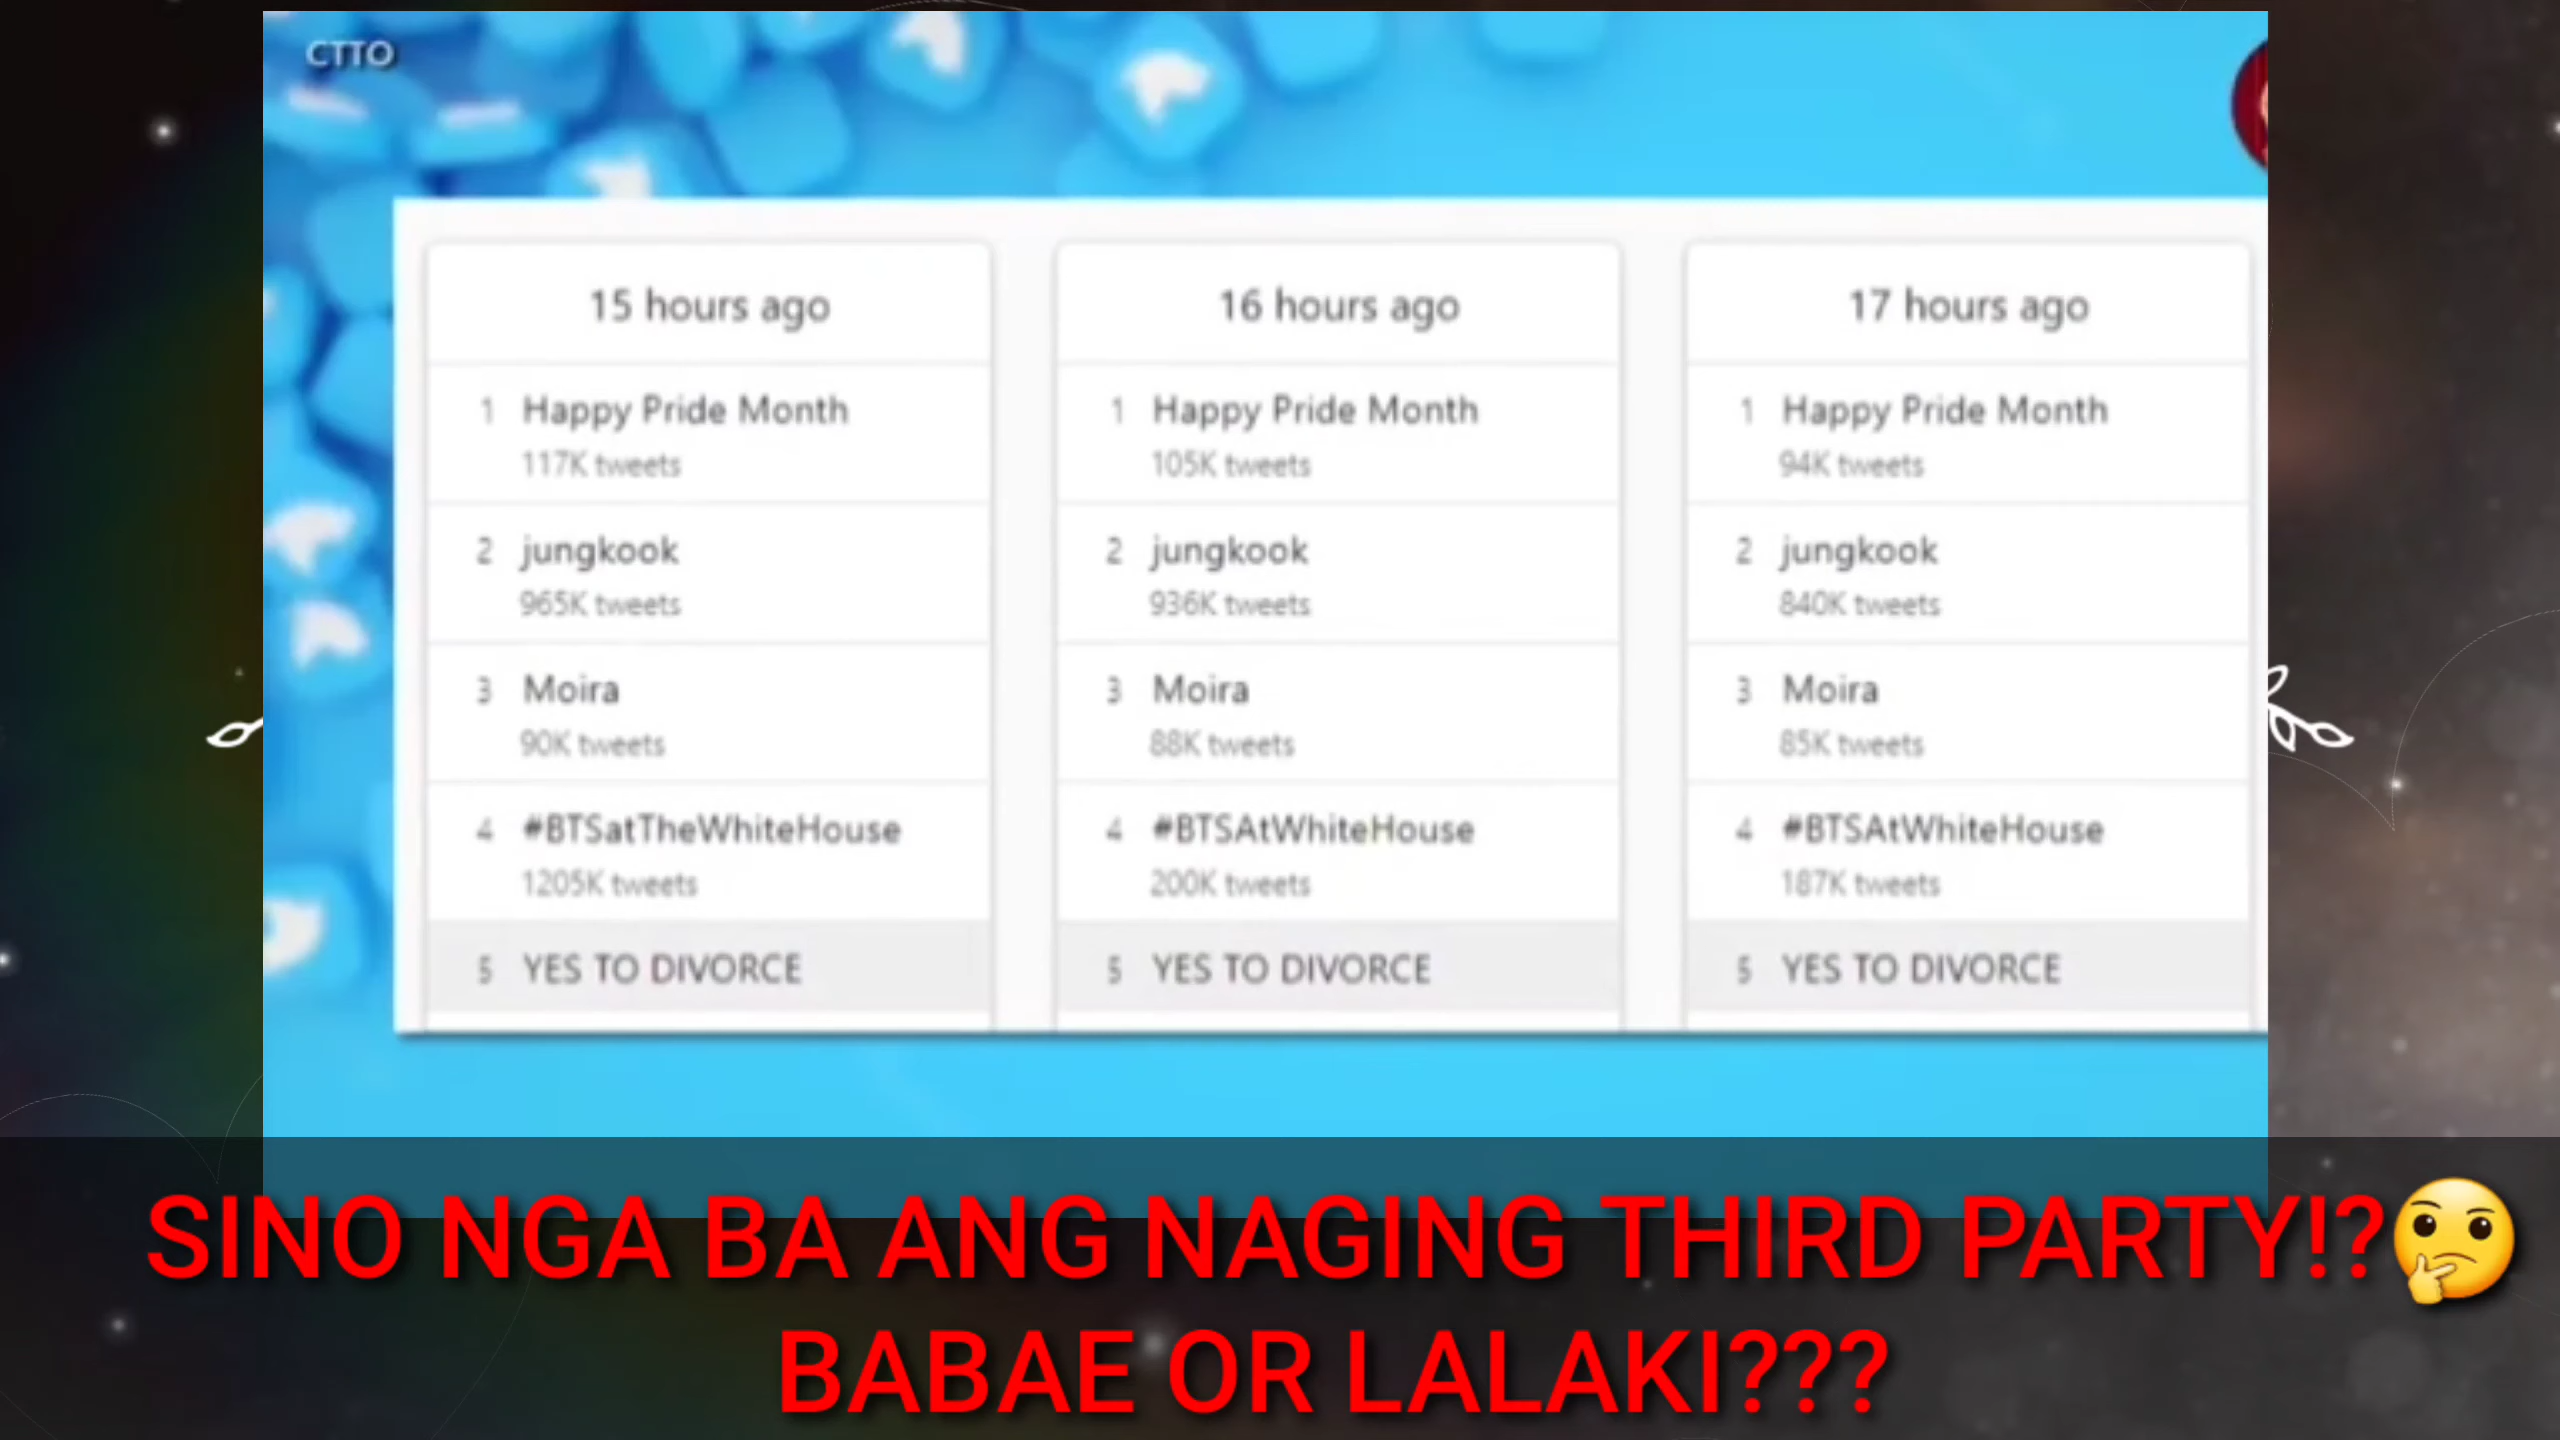 CTTO
15 hours ago
1 Happy Pride Month
117K tweets
2 jungkook
965K tweets
3 Moira
90K tweets
4 #BTSatTheWhiteHouse
1205K tweets
5 YES TO DIVORCE
16 hours ago
1 Happy Pride Month
105K tweets
2 jungkook
936K tweets
3 Moira
88K tweets
4 #BTSAtWhiteHouse
200K tweets
5 YES TO DIVORCE
17 hours ago
1 Happy Pride Month
94K tweets
2 jungkook
840K tweets
3 Moira
85K tweets
4 #BTSAtWhiteHouse
187K tweets
5 YES TO DIVORCE
SINO NGA BA ANG NAGING THIRD PARTY!?🤔
BABAE OR LALAKI???